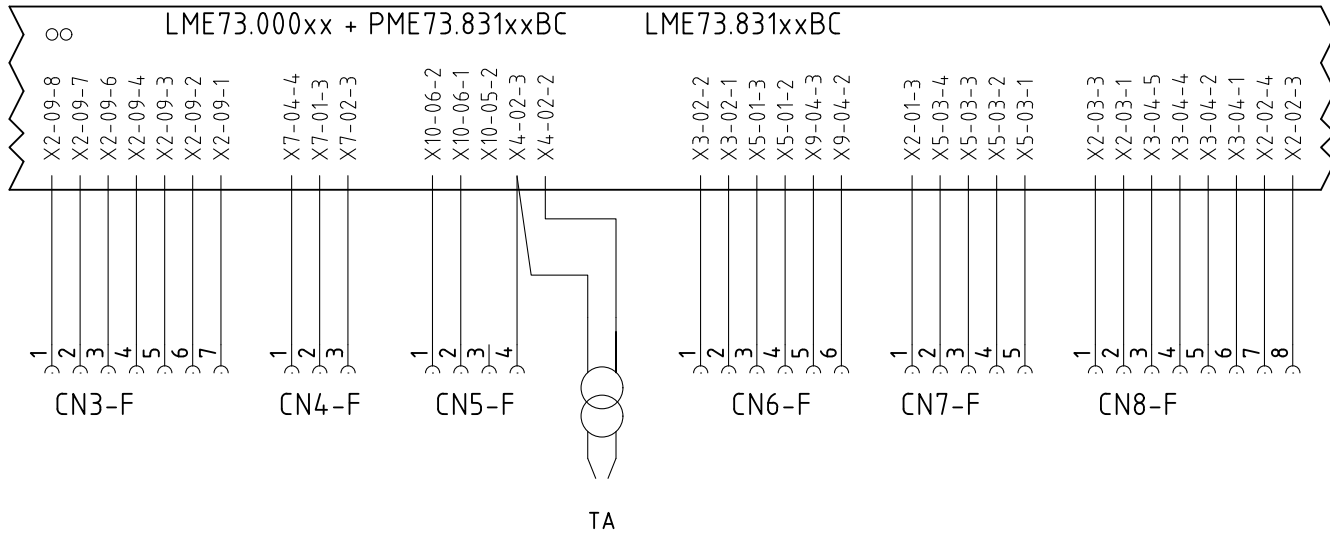 LME73.000xx + PME73.831xxBC LME73.831xxBC
X2-09-8
X2-09-7
X2-09-6
X2-09-4
X2-09-3
X2-09-2
X2-09-1
X7-04-4
X7-01-3
X7-02-3
X10-06-2
X10-06-1
X10-05-2
X4-02-3
X4-02-2
X3-02-2
X3-02-1
X5-01-3
X5-01-2
X9-04-3
X9-04-2
X2-01-3
X5-03-4
X5-03-3
X5-03-2
X5-03-1
X2-03-3
X2-03-1
X3-04-5
X3-04-4
X3-04-2
X3-04-1
X2-02-4
X2-02-3
1 2 3 4 5 6 7
1 2 3
1 2 3 4
1 2 3 4 5 6
1 2 3 4 5
1 2 3 4 5 6 7 8
CN3-F
CN4-F
CN5-F
CN6-F
CN7-F
CN8-F
TA